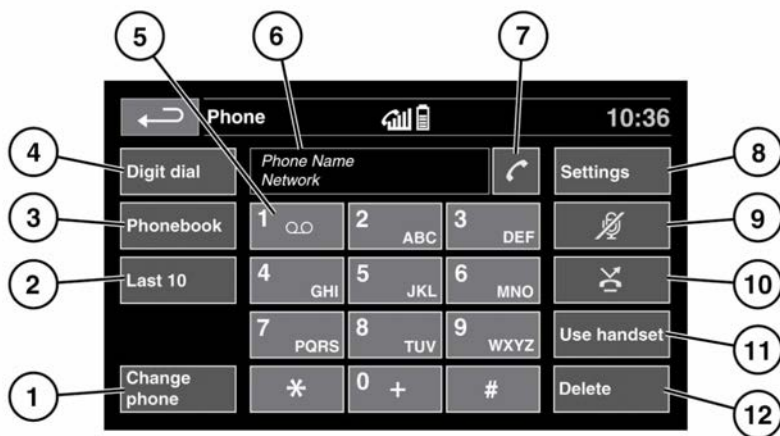 5
6
7
Phone
10:36
4
Digit dial
Phone Name
Network
Settings
8
3
Phonebook
1
2 ABC
3 DEF
9
2
Last 10
4 GHI
5 JKL
6 MNO
10
7 PQRS
8 TUV
9 WXYZ
Use handset
11
1
Change
phone
*
0 +
#
Delete
12